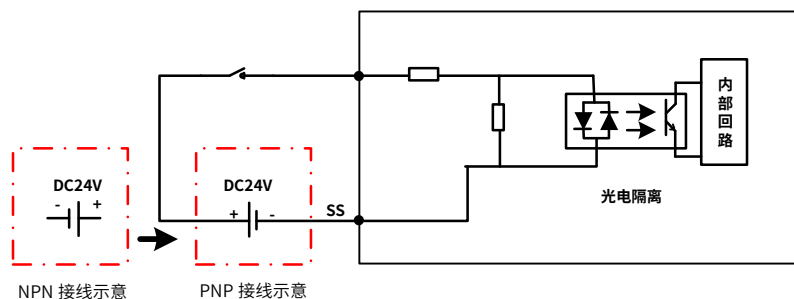 内
部
回
路
光电隔离
DC24V
- +
DC24V
+ -
SS
NPN 接线示意
PNP 接线示意